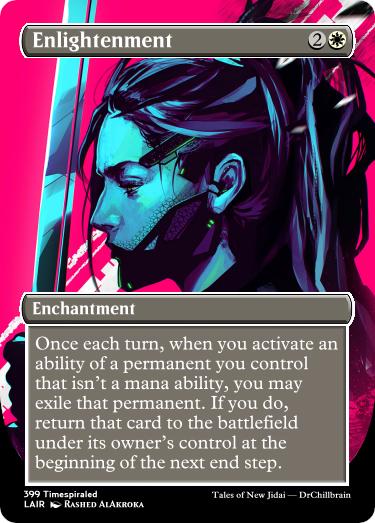 Enlightenment 2
Enchantment
Once each turn, when you activate an
ability of a permanent you control
that isn't a mana ability, you may
exile that permanent. If you do,
return that card to the battlefield
under its owner's control at the
beginning of the next end step.
399 Timespiraled
Tales of New Jidai — DrChillbrain
LAIR Rashed AlAkroka